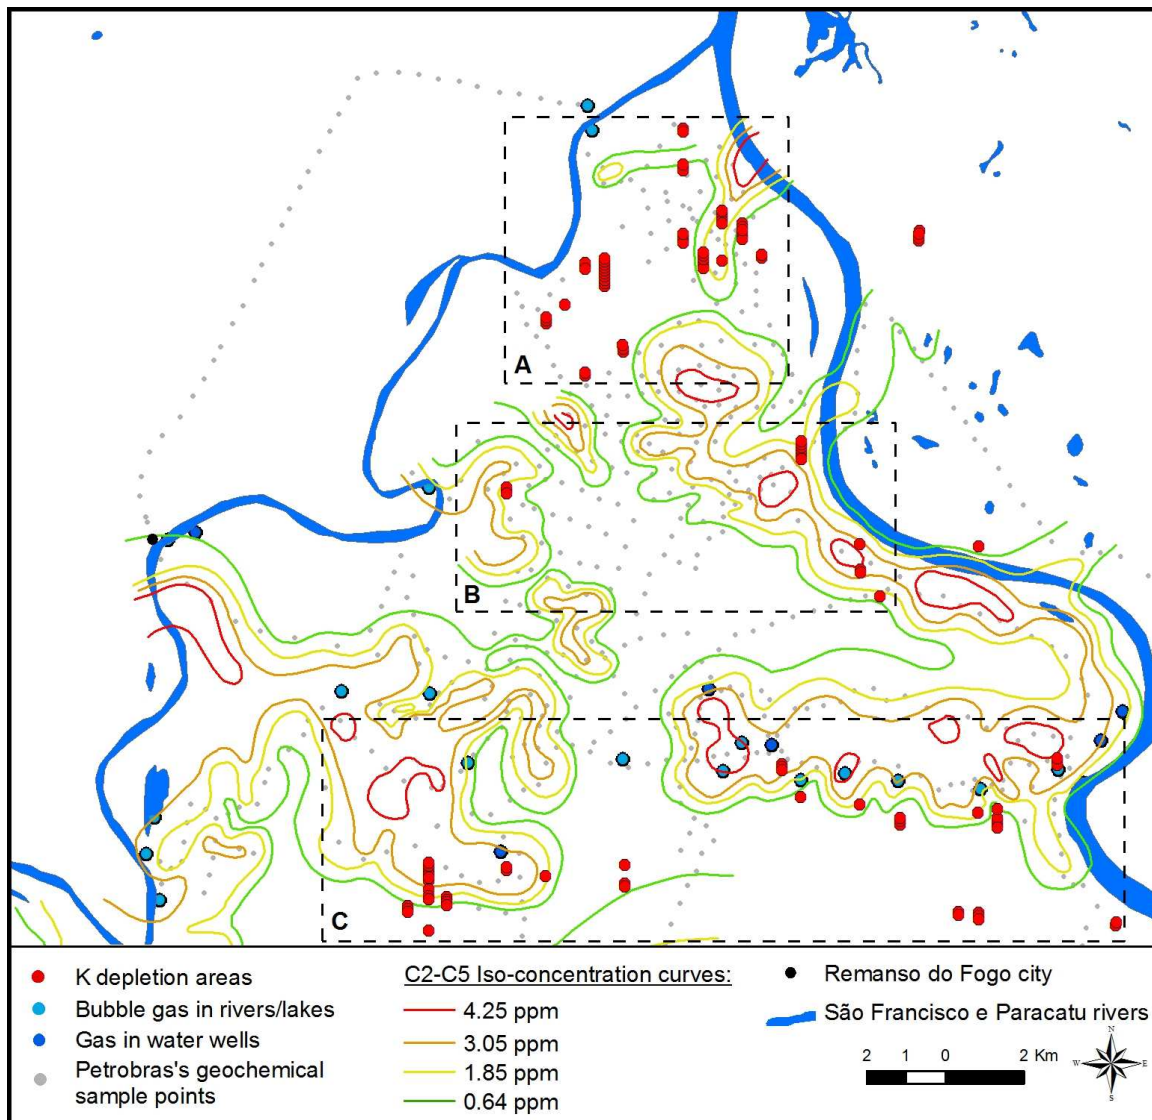 A
B
C
K depletion areas
Bubble gas in rivers/lakes
Gas in water wells
Petrobras's geochemical
sample points
C2-C5 Iso-concentration curves:
4.25 ppm
3.05 ppm
1.85 ppm
0.64 ppm
Remanso do Fogo city
São Francisco e Paracatu rivers
2 1 0 2 Km
N
W E
S